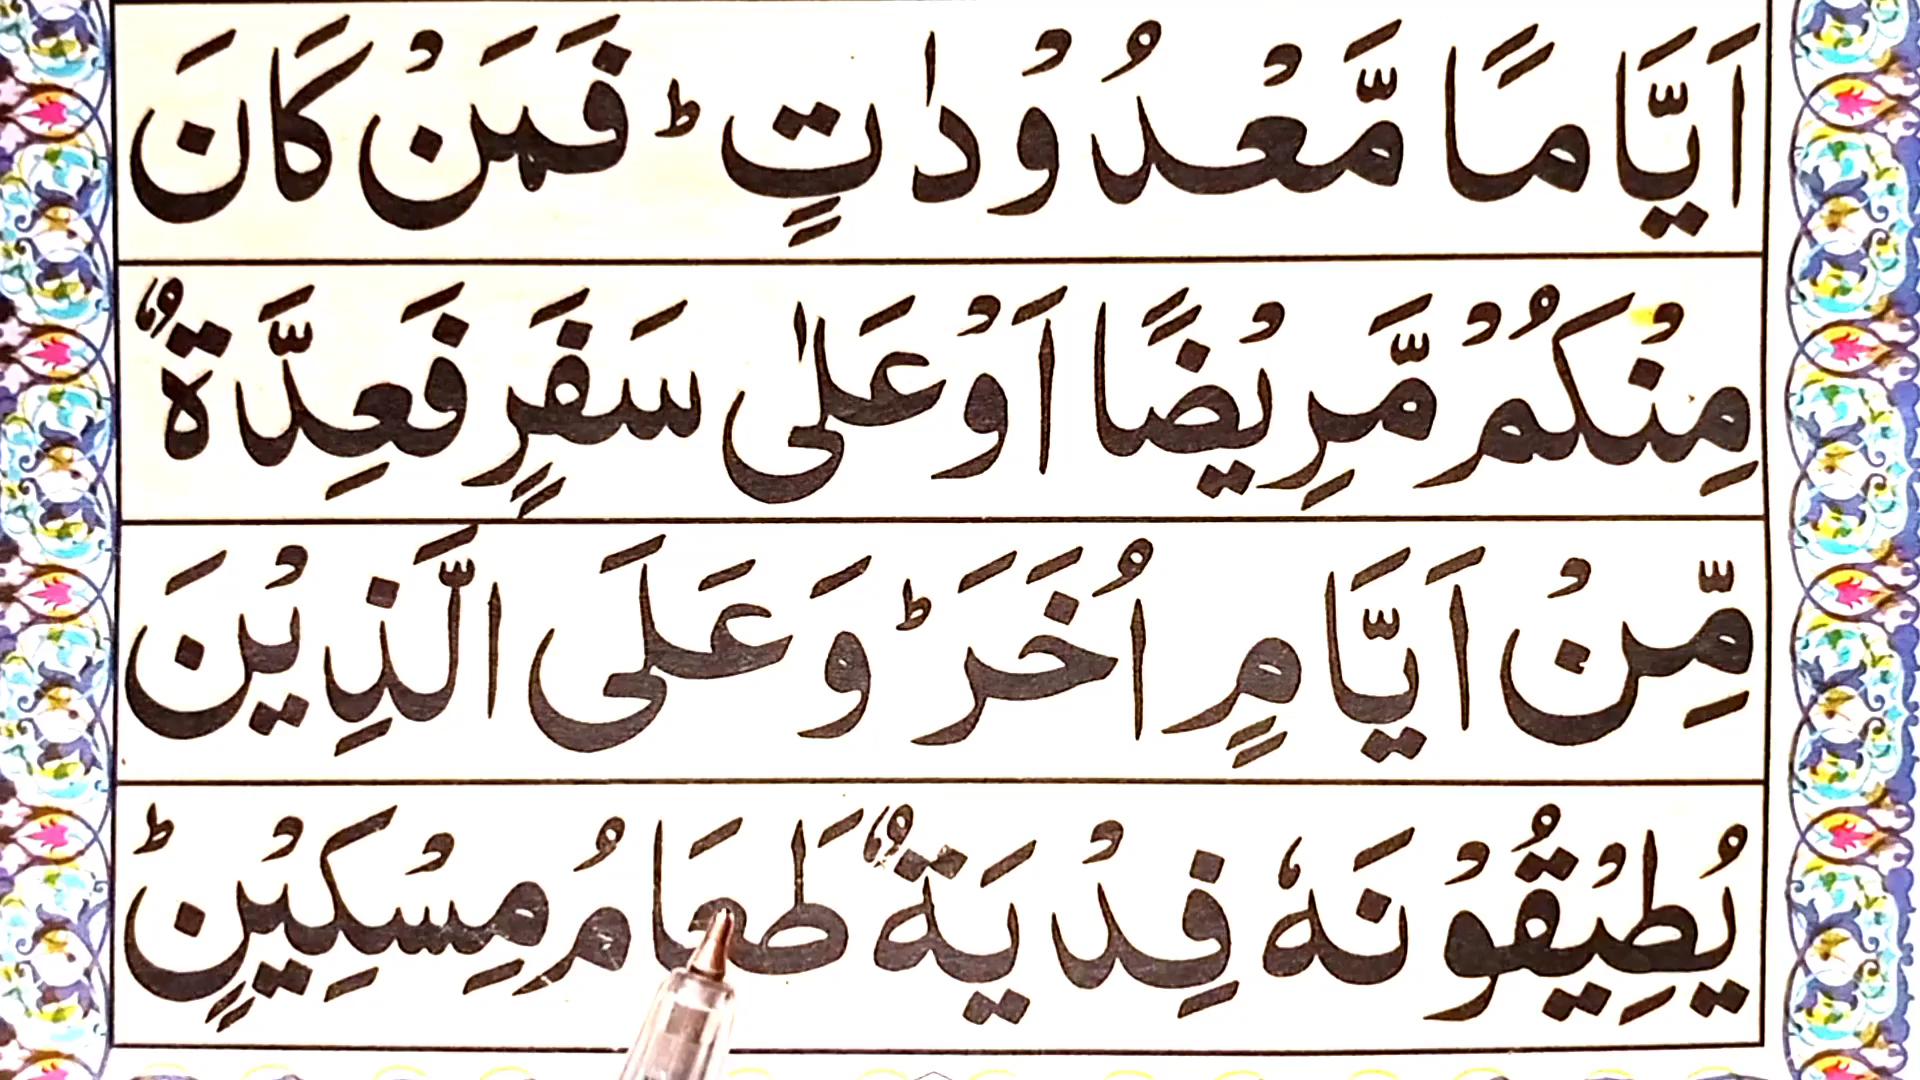 اَيَّامًا مَّعْدُوْدٰتٍ ؕ فَمَنْ كَانَ
مِنْكُمْ مَّرِيْضًا اَوْ عَلٰى سَفَرٍ فَعِدَّةٌ
مِّنْ اَيَّامٍ اُخَرَ ؕ وَعَلَى الَّذِيْنَ
يُطِيْقُوْنَهٗ فِدْيَةٌ طَعَامُ مِسْكِيْنٍ ؕ